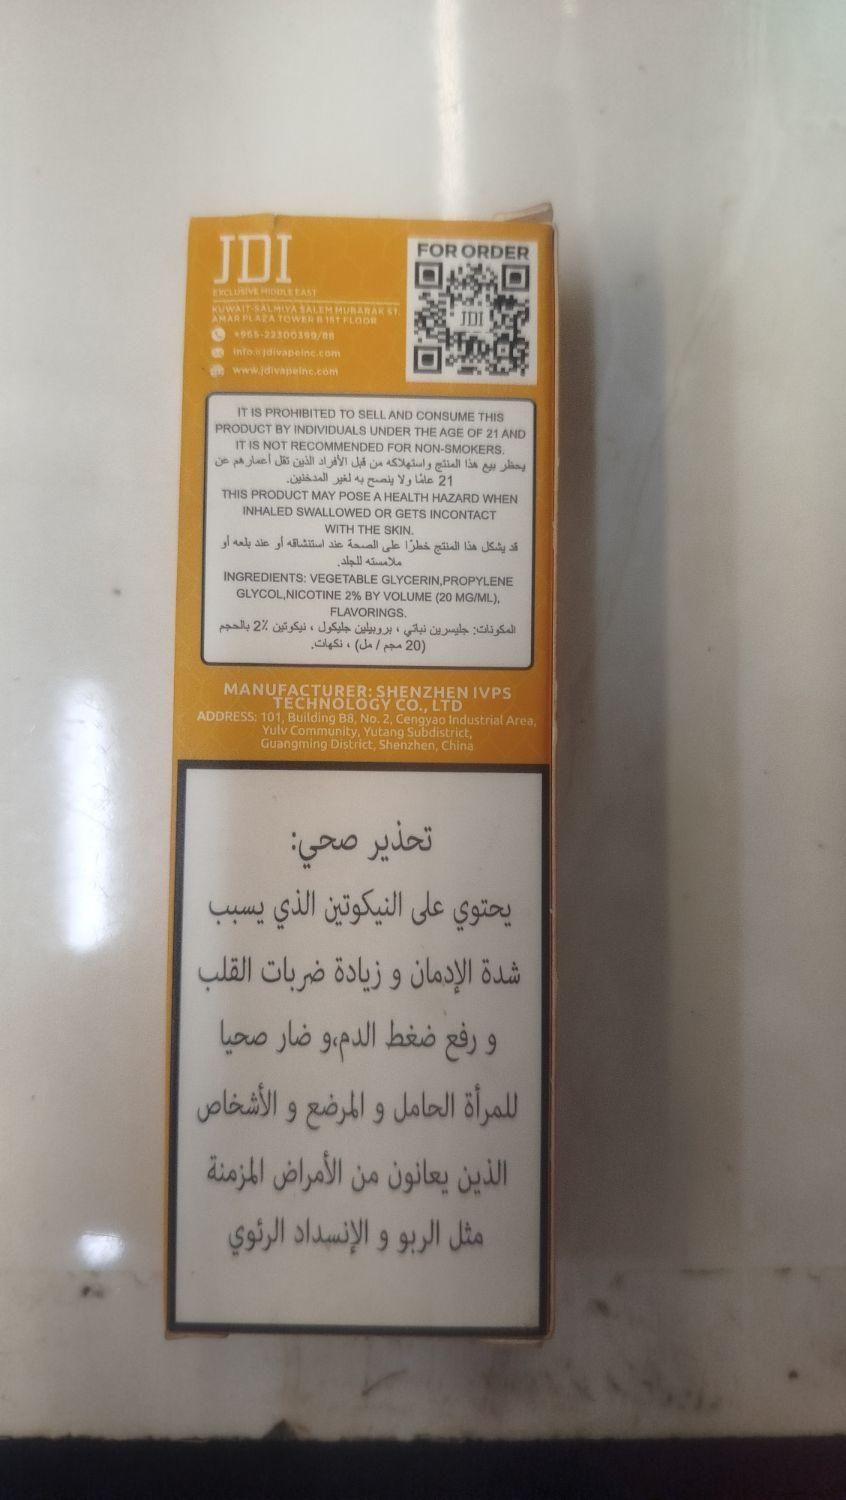 JDI
EXCLUSIVE MIDDLE EAST
KUWAIT-SALMIYA SALEM MUBARAK ST.
AMAR PLAZA TOWER B 1ST FLOOR
+965-22300399/88
info@jdivapeinc.com
www.jdivapeinc.com
FOR ORDER
JDI
IT IS PROHIBITED TO SELL AND CONSUME THIS
PRODUCT BY INDIVIDUALS UNDER THE AGE OF 21 AND
IT IS NOT RECOMMENDED FOR NON-SMOKERS.
يحظر بيع هذا المنتج واستهلاكه من قبل الأفراد الذين تقل أعمارهم عن
21 عامًا ولا ينصح به لغير المدخنين.
THIS PRODUCT MAY POSE A HEALTH HAZARD WHEN
INHALED SWALLOWED OR GETS INCONTACT
WITH THE SKIN.
قد يشكل هذا المنتج خطرًا على الصحة عند استنشاقه أو عند بلعه أو
ملامسته للجلد.
INGREDIENTS: VEGETABLE GLYCERIN,PROPYLENE
GLYCOL,NICOTINE 2% BY VOLUME (20 MG/ML),
FLAVORINGS.
المكونات: جليسرين نباتي ، بروبيلين جليكول ، نيكوتين 2٪ بالحجم
(20 مجم / مل) ، نكهات.
MANUFACTURER: SHENZHEN IVPS
TECHNOLOGY CO., LTD
ADDRESS: 101, Building B8, No. 2, Cengyao Industrial Area,
Yulv Community, Yutang Subdistrict,
Guangming District, Shenzhen, China
تحذير صحي:
يحتوي على النيكوتين الذي يسبب
شدة الإدمان و زيادة ضربات القلب
و رفع ضغط الدم،و ضار صحيا
للمرأة الحامل و المرضع و الأشخاص
الذين يعانون من الأمراض المزمنة
مثل الربو و الإنسداد الرئوي